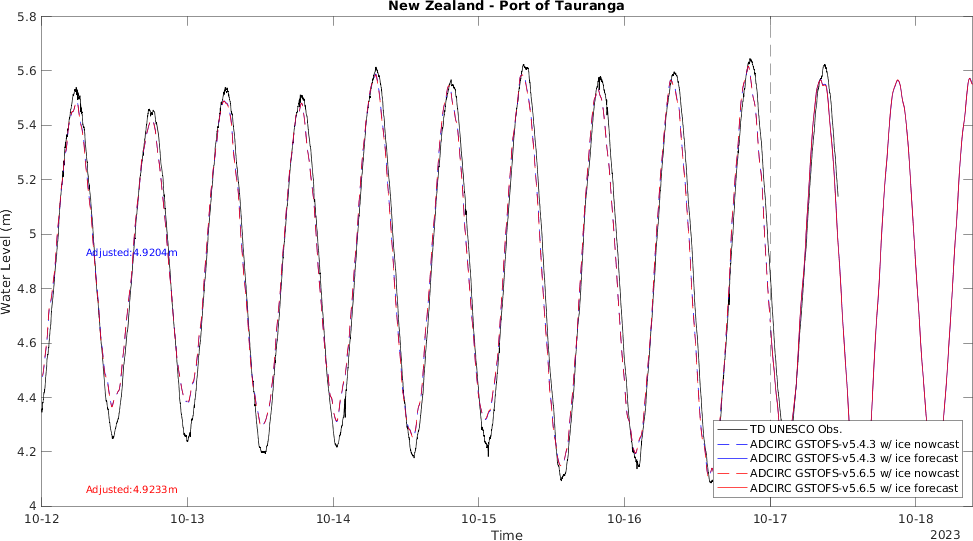 New Zealand - Port of Tauranga
5.8
5.6
5.4
5.2
5
4.8
4.6
4.4
4.2
4
Water Level (m)
Adjusted:4.9204m
Adjusted:4.9233m
TD UNESCO Obs.
ADCIRC GSTOFS-v5.4.3 w/ ice nowcast
ADCIRC GSTOFS-v5.4.3 w/ ice forecast
ADCIRC GSTOFS-v5.6.5 w/ ice nowcast
ADCIRC GSTOFS-v5.6.5 w/ ice forecast
10-12 10-13 10-14 10-15 10-16 10-17 10-18
Time
2023